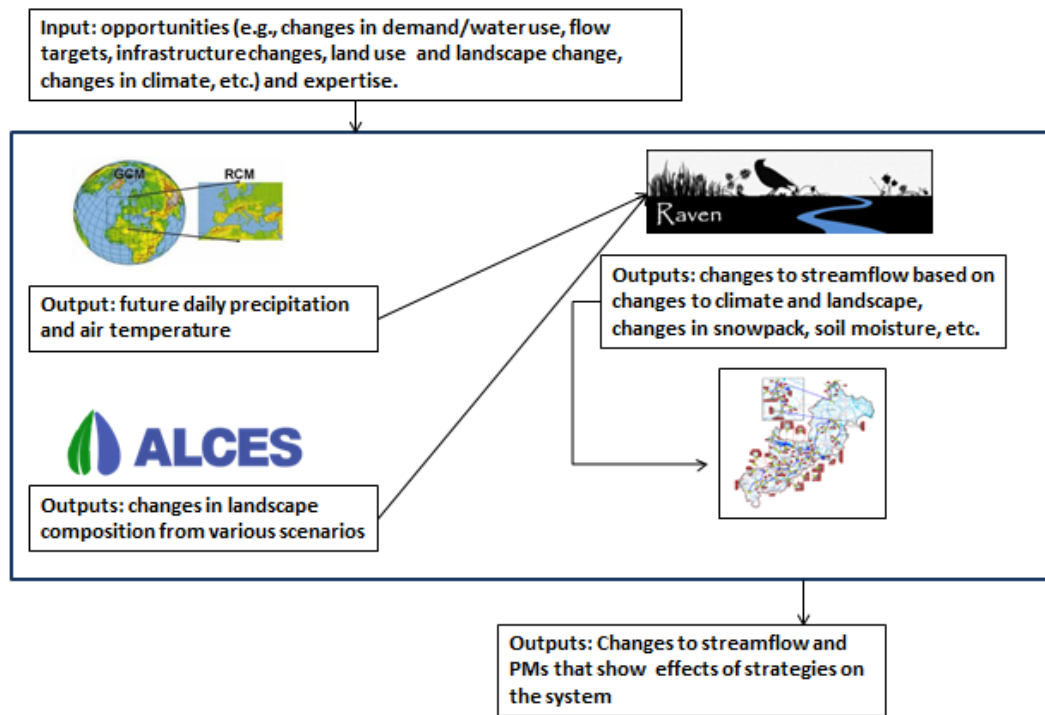 Input: opportunities (e.g., changes in demand/water use, flow
targets, infrastructure changes, land use and landscape change,
changes in climate, etc.) and expertise.
GCM
RCM
Raven
Output: future daily precipitation
and air temperature
Outputs: changes to streamflow based on
changes to climate and landscape,
changes in snowpack, soil moisture, etc.
ALCES
Outputs: changes in landscape
composition from various scenarios
Outputs: Changes to streamflow and
PMs that show effects of strategies on
the system